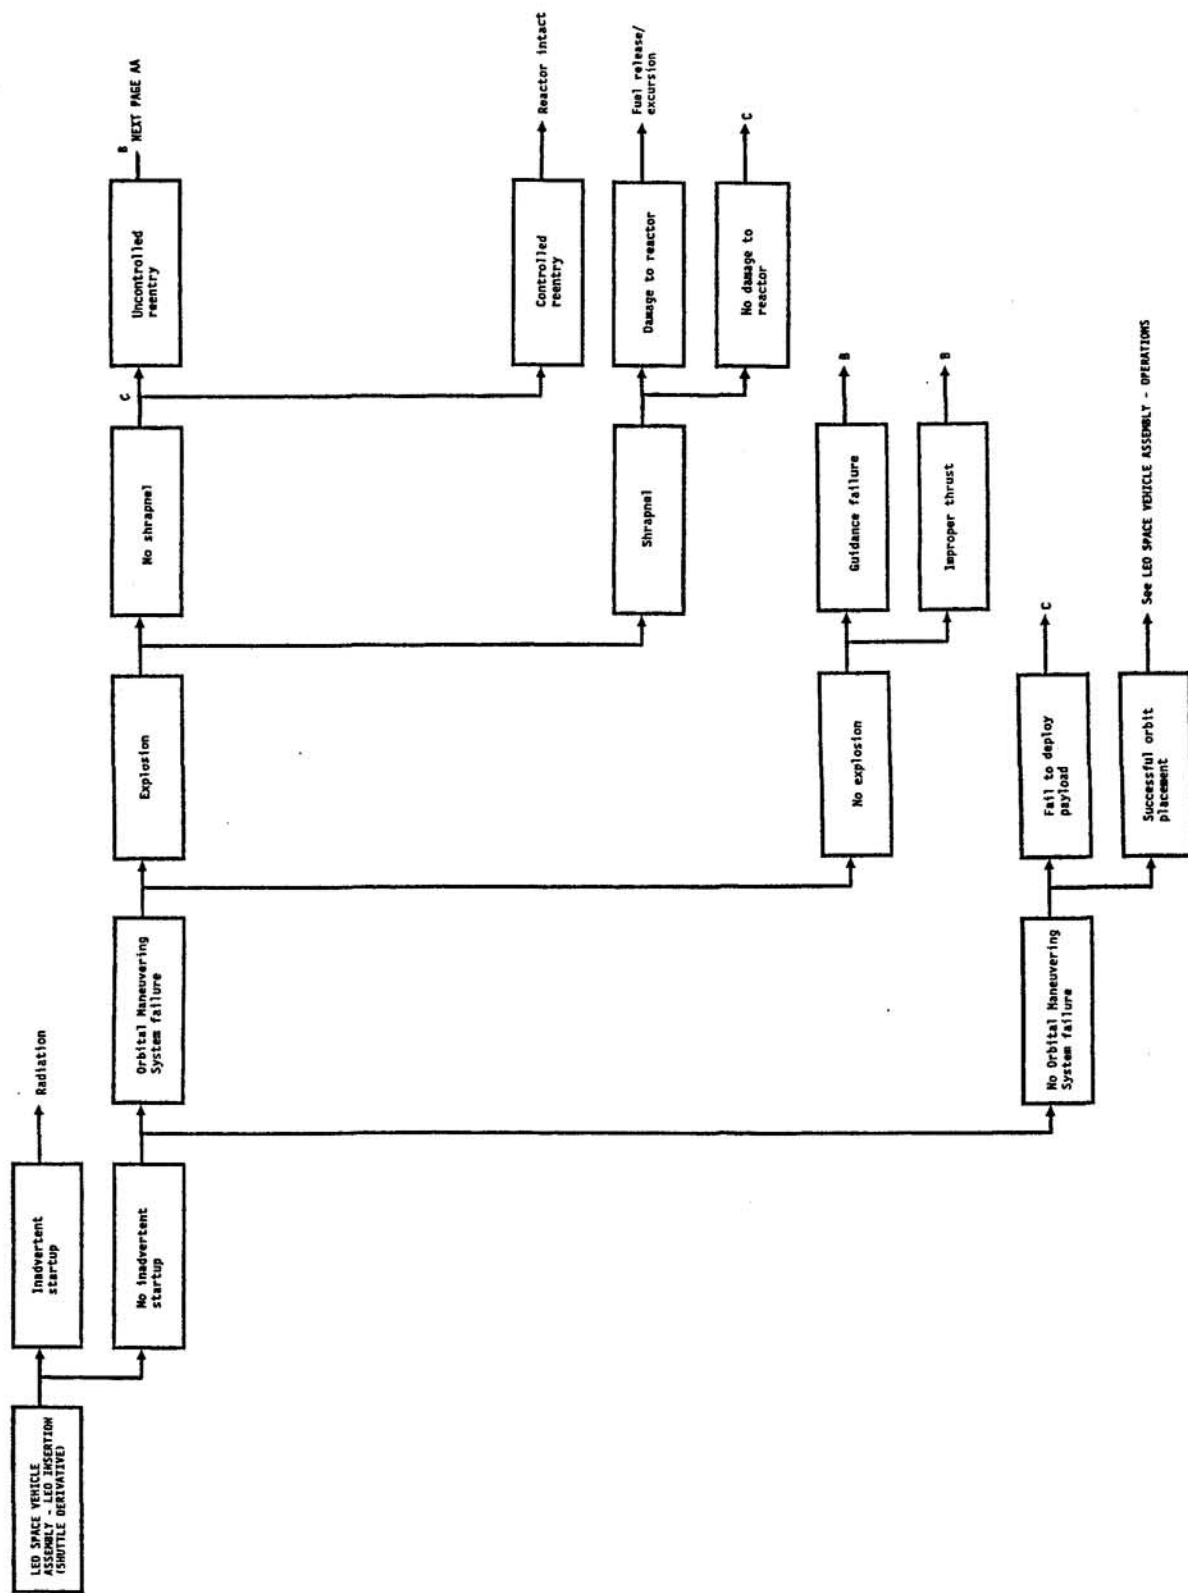 LEO SPACE VEHICLE
ASSEMBLY - LEO INSERTION
(SHUTTLE DERIVATIVE)
Inadvertent
startup
Radiation
No inadvertent
startup
Orbital Maneuvering
System failure
Explosion
No shrapnel
C
Uncontrolled
reentry
B
NEXT PAGE AA
Controlled
reentry
Reactor intact
Shrapnel
Damage to reactor
Fuel release/
excursion
No damage to
reactor
C
No explosion
Guidance failure
B
Improper thrust
B
No Orbital Maneuvering
System failure
Fail to deploy
payload
C
Successful orbit
placement
See LEO SPACE VEHICLE ASSEMBLY - OPERATIONS